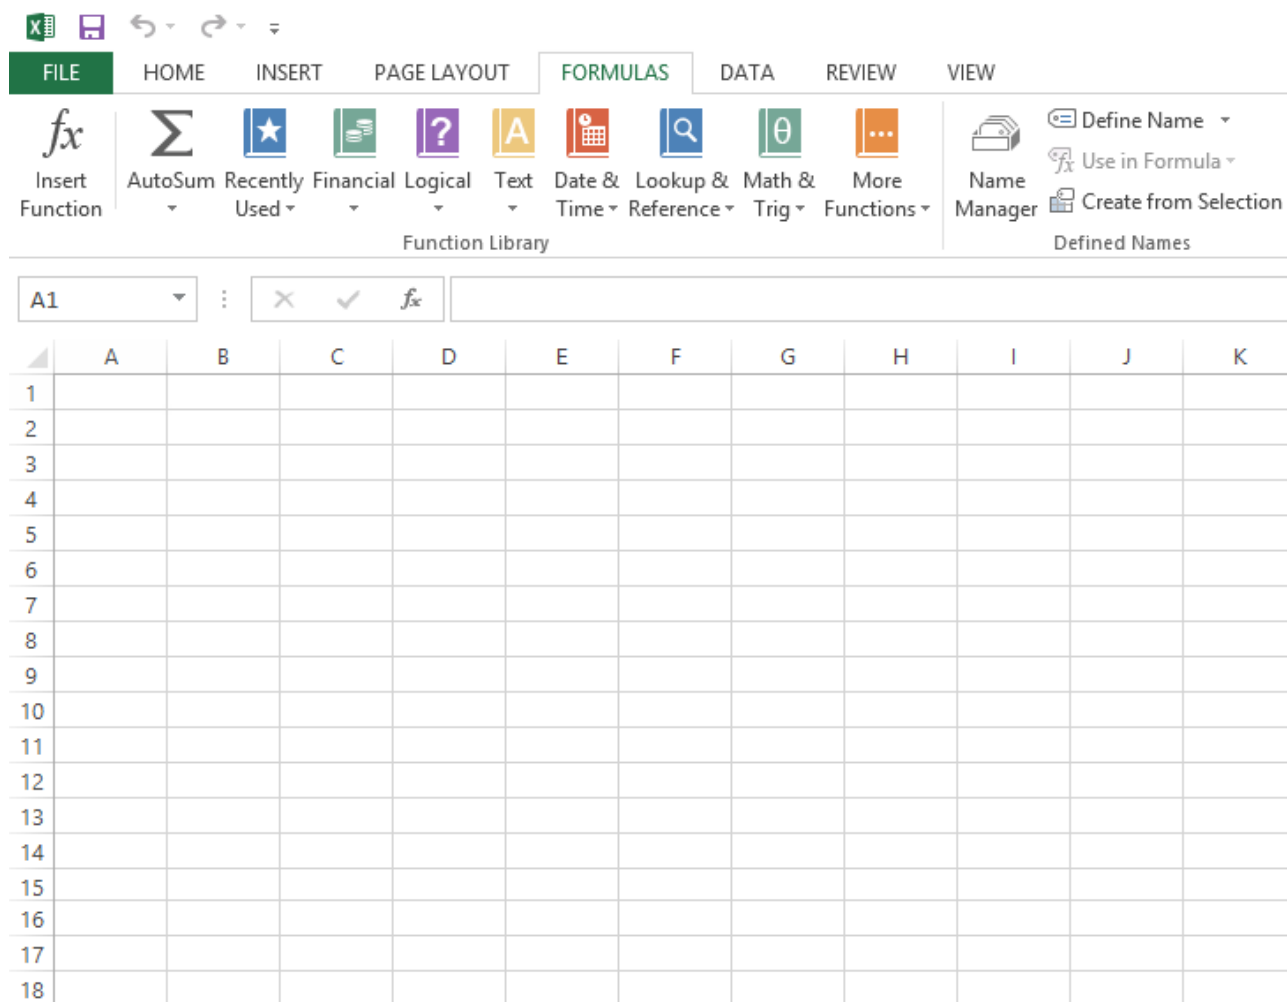 FILE HOME INSERT PAGE LAYOUT FORMULAS DATA REVIEW VIEW
fx Σ ? A θ
Insert Function AutoSum Recently Used Financial Logical Text Date & Time Lookup & Reference Math & Trig More Functions Name Manager
Define Name
Use in Formula
Create from Selection
Function Library Defined Names
A1 fx
A B C D E F G H I J K
1
2
3
4
5
6
7
8
9
10
11
12
13
14
15
16
17
18